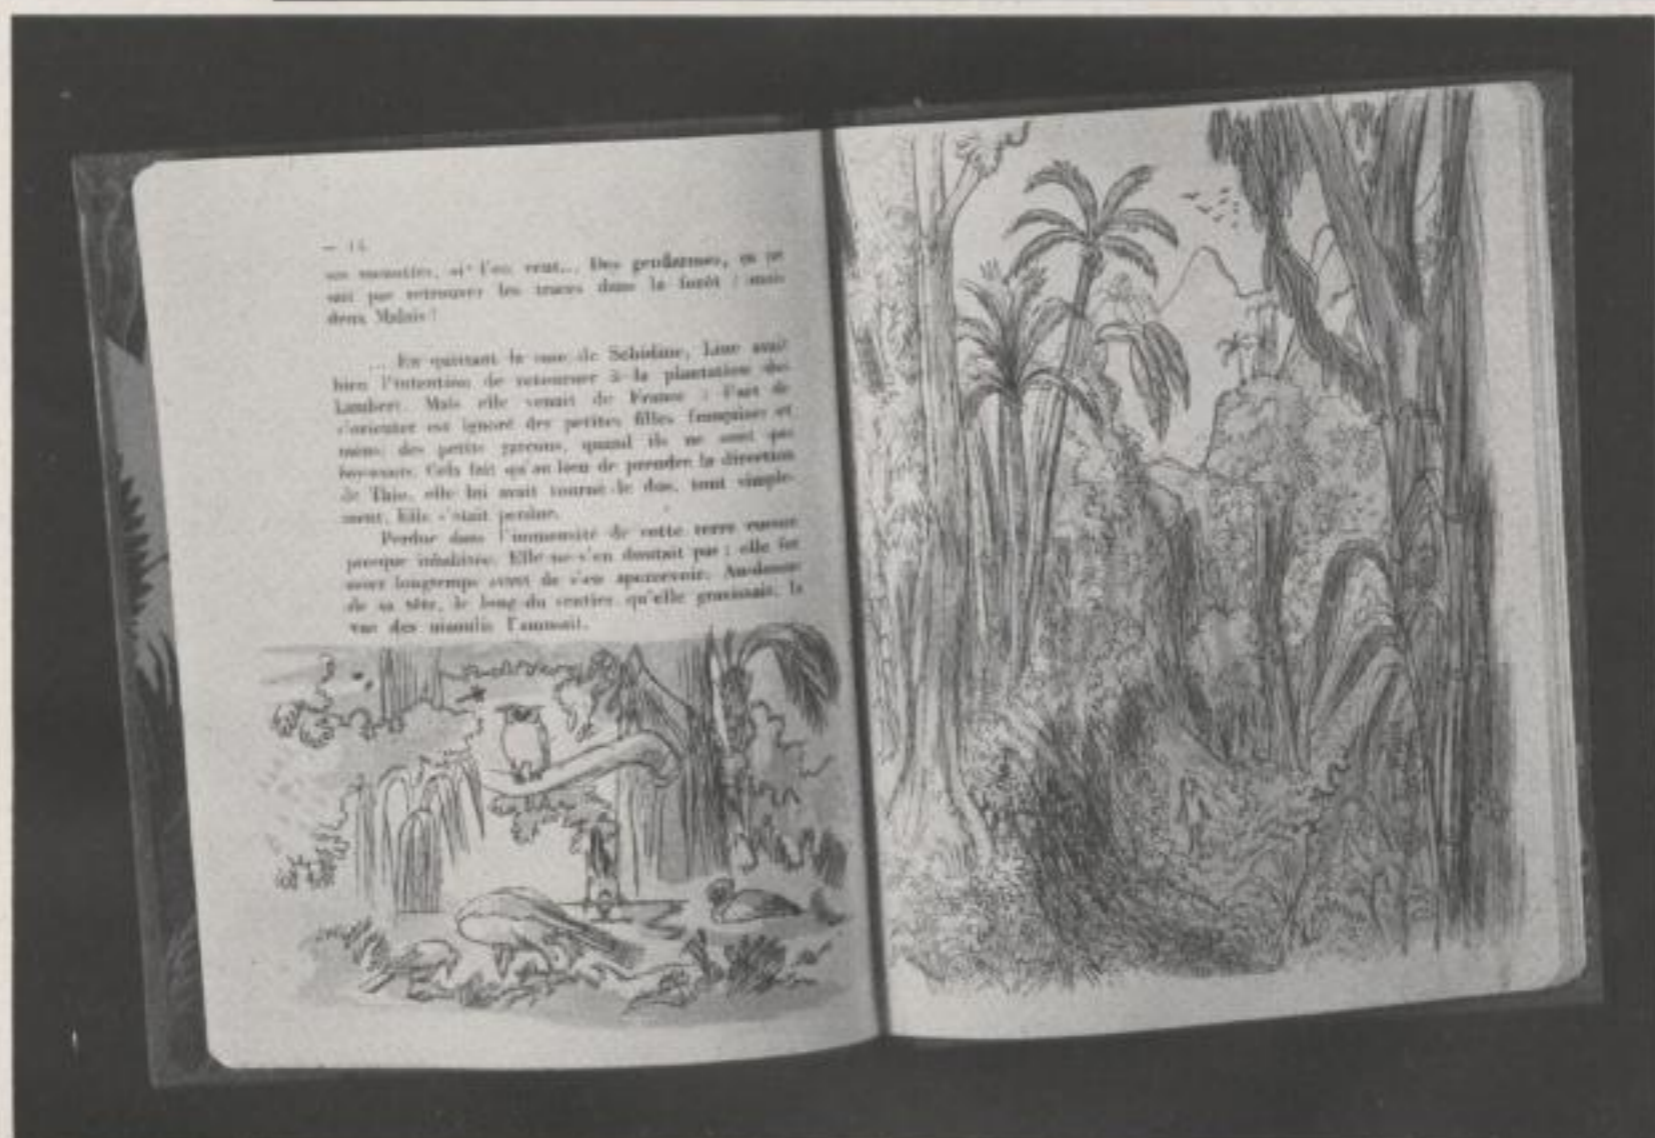 — 14
ses menottes, si l'on veut... Des gendarmes, ça ne
sait pas retrouver les traces dans la forêt ; mais
deux Malais !
... En quittant la case de Sébidine, Line avait
bien l'intention de retourner à la plantation des
Lambert. Mais elle venait de France : l'art de
s'orienter est ignoré des petites filles françaises et
même des petits garçons, quand ils ne sont pas
boy-scouts. Cela fait qu'au lieu de prendre la direction
de Thio, elle lui avait tourné le dos, tout simple-
ment. Elle s'était perdue.
Perdue dans l'immensité de cette terre
presque inhabitée. Elle ne s'en doutait pas ; elle fut
assez longtemps avant de s'en apercevoir. Au-dessus
de sa tête, le long du sentier qu'elle gravissait, la
vue des l'amusait.